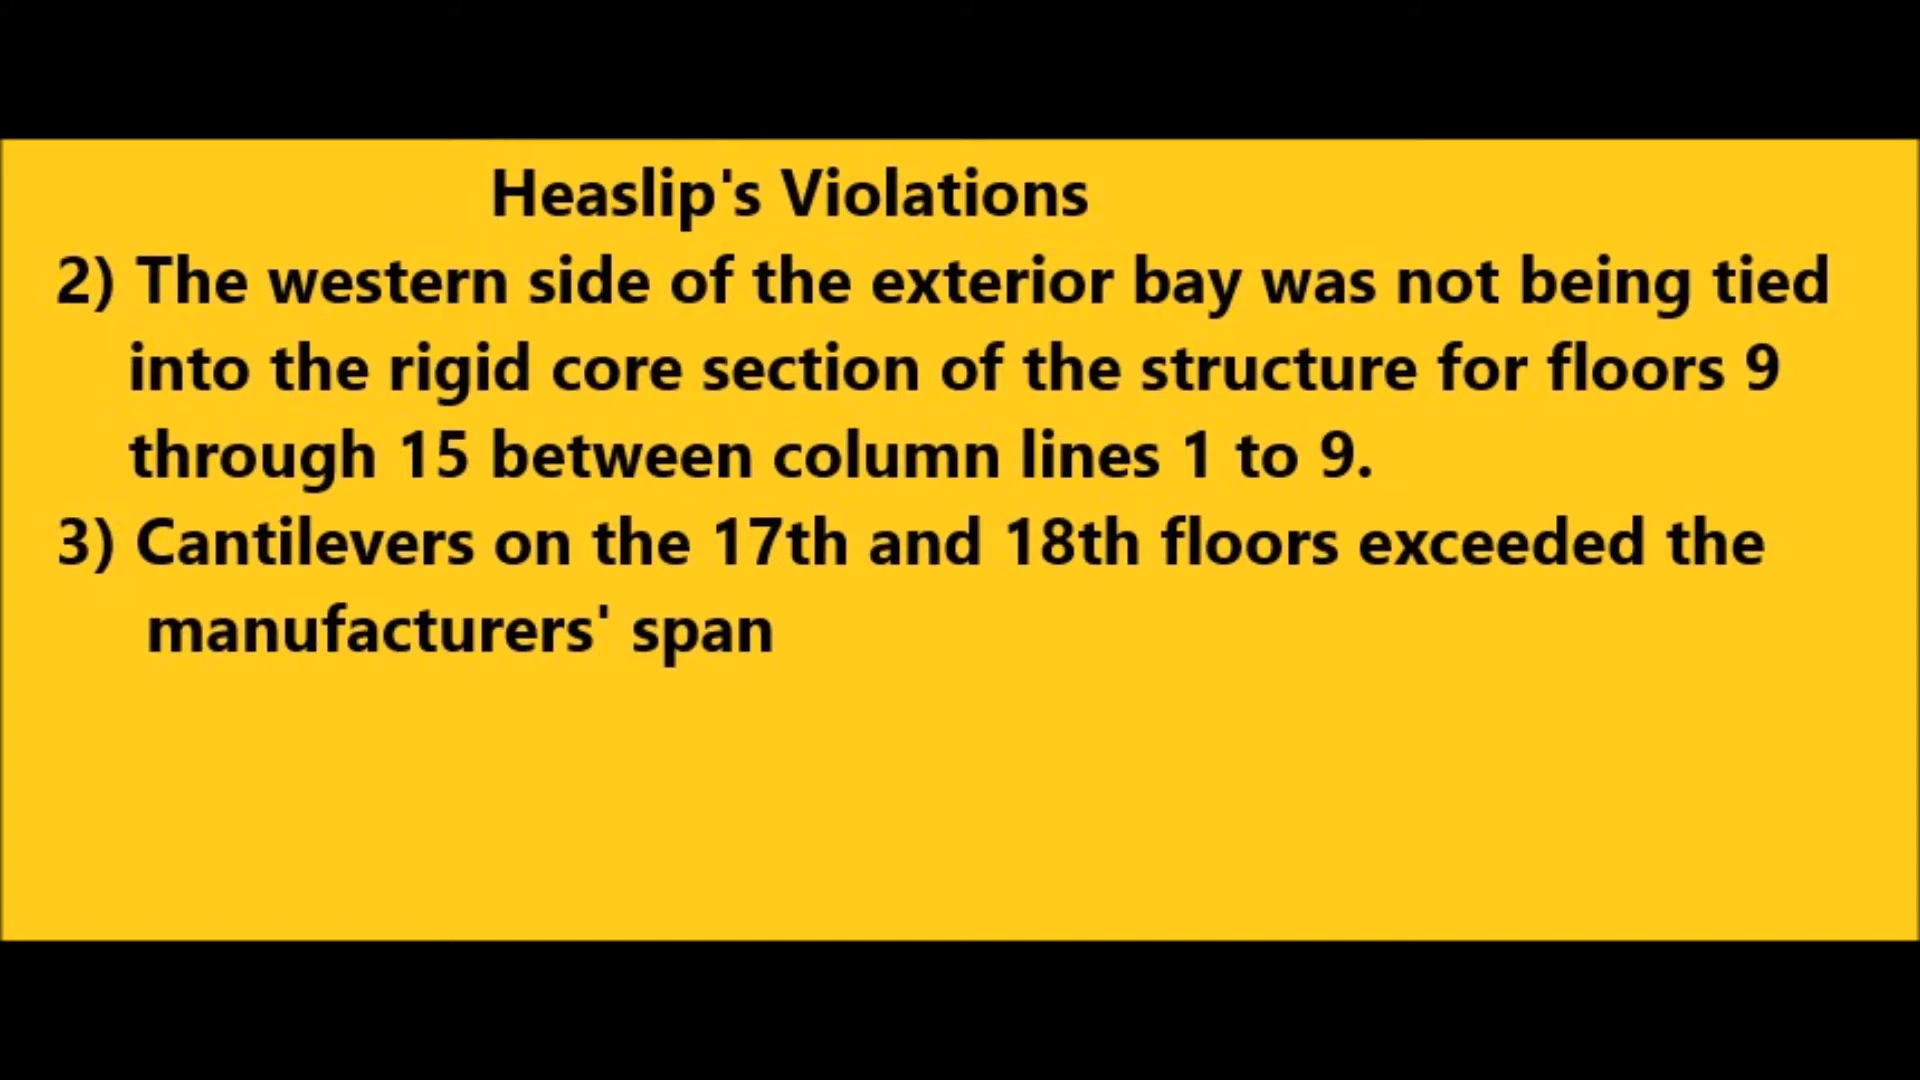 Heaslip's Violations
2) The western side of the exterior bay was not being tied
into the rigid core section of the structure for floors 9
through 15 between column lines 1 to 9.
3) Cantilevers on the 17th and 18th floors exceeded the
manufacturers' span